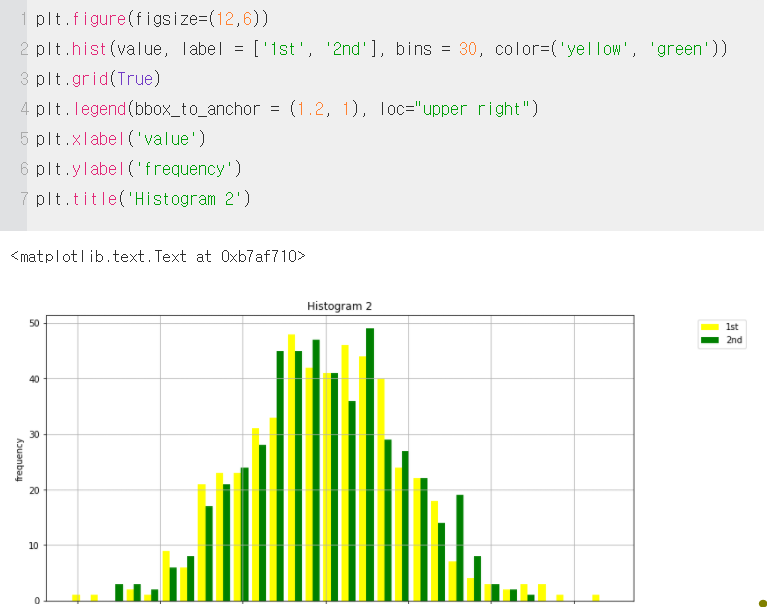 1 plt.figure(figsize=(12,6))
2 plt.hist(value, label = ['1st', '2nd'], bins = 30, color=('yellow', 'green'))
3 plt.grid(True)
4 plt.legend(bbox_to_anchor = (1.2, 1), loc="upper right")
5 plt.xlabel('value')
6 plt.ylabel('frequency')
7 plt.title('Histogram 2')
<matplotlib.text.Text at 0xb7af710>
Histogram 2
1st
2nd
50
40
30
20
10
0
frequency